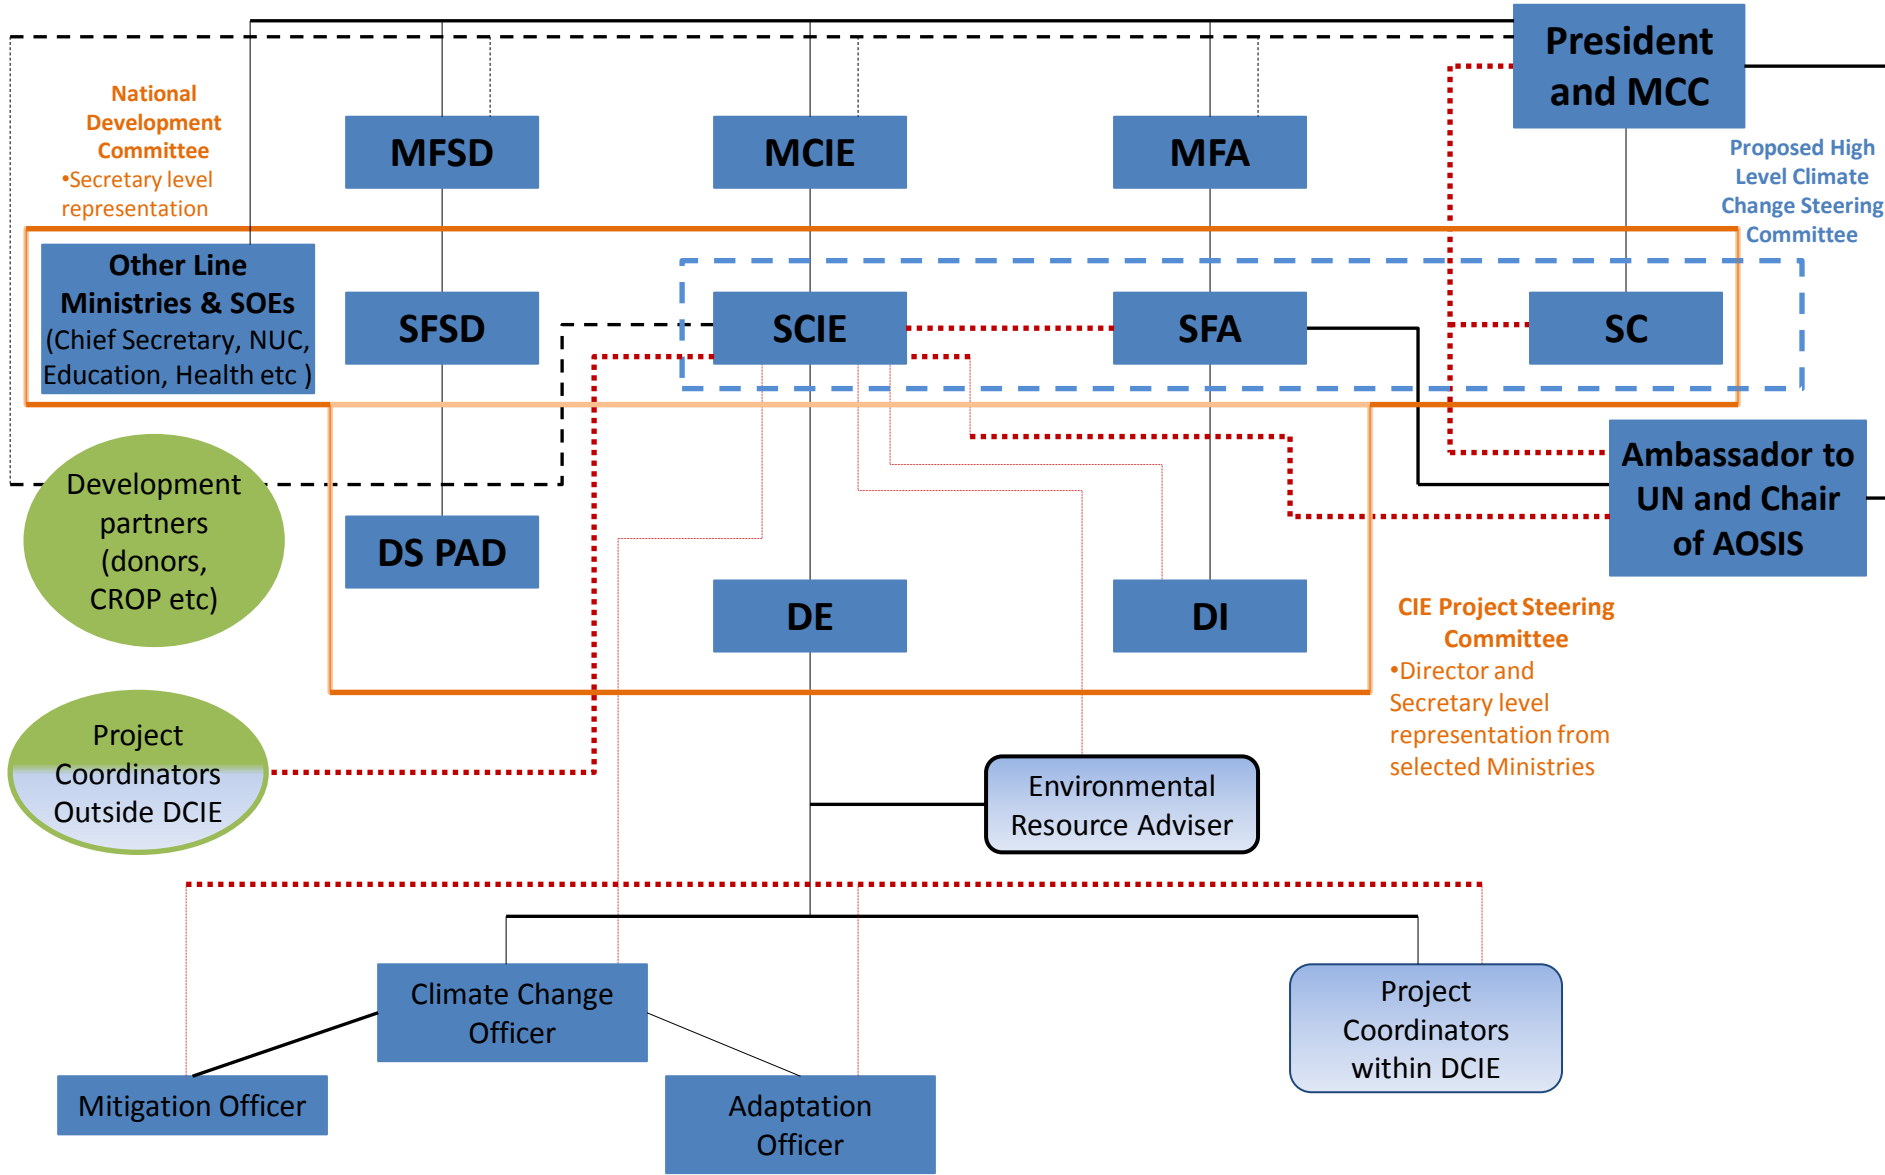 President
and MCC
National
Development
Committee
•Secretary level
representation
MFSD
MCIE
MFA
Proposed High
Level Climate
Change Steering
Committee
Other Line
Ministries & SOEs
(Chief Secretary, NUC,
Education, Health etc )
SFSD
SCIE
SFA
SC
Development
partners
(donors,
CROP etc)
Ambassador to
UN and Chair
of AOSIS
DS PAD
DE
DI
CIE Project Steering
Committee
•Director and
Secretary level
representation from
selected Ministries
Project
Coordinators
Outside DCIE
Environmental
Resource Adviser
Climate Change
Officer
Project
Coordinators
within DCIE
Mitigation Officer
Adaptation
Officer